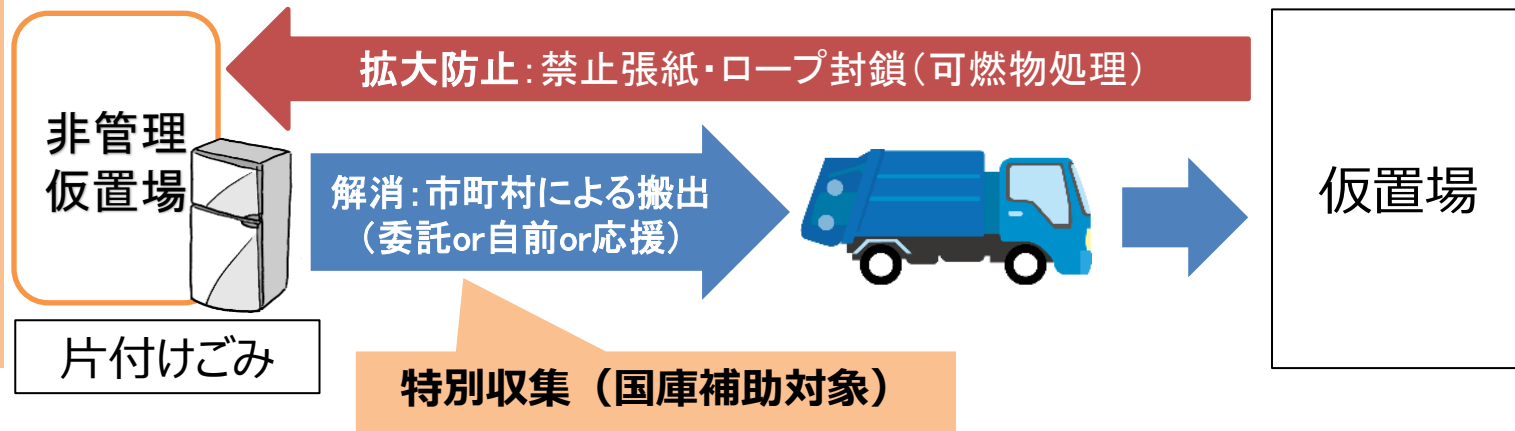 拡大防止：禁止張紙・ロープ封鎖（可燃物処理）
非管理
仮置場
解消：市町村による搬出
（委託or自前or応援）
仮置場
片付けごみ
特別収集（国庫補助対象）